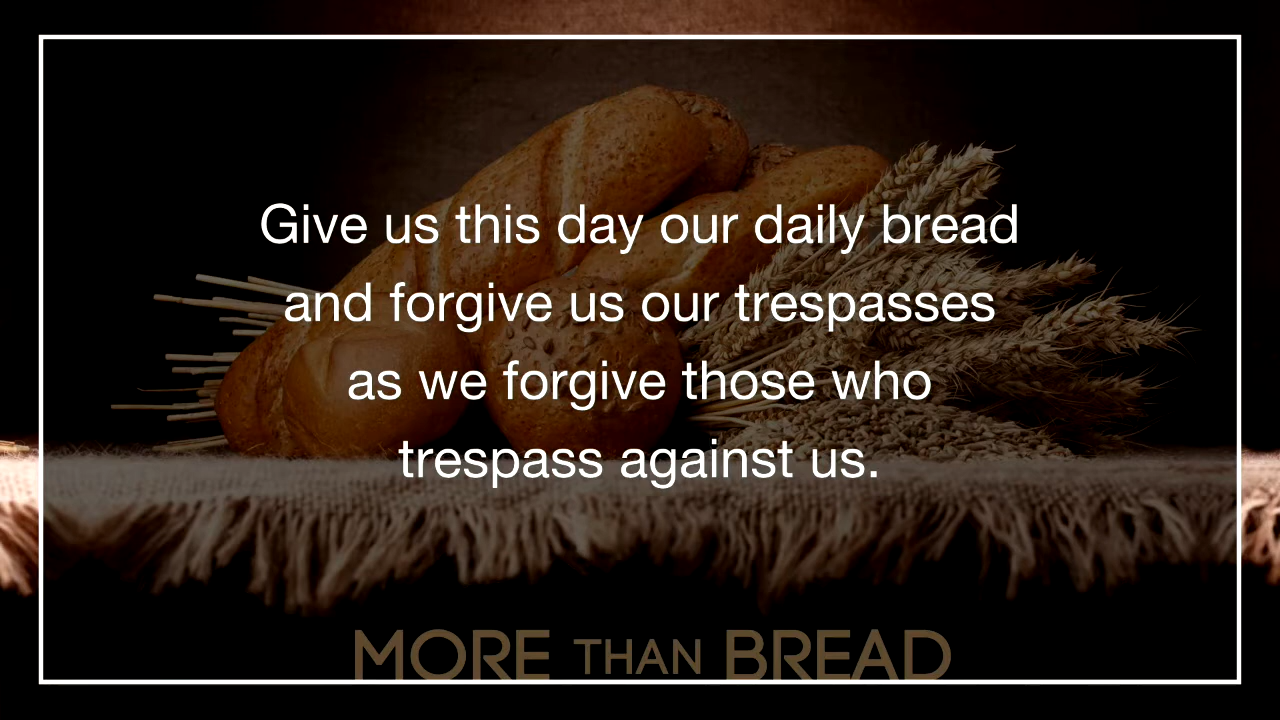 Give us this day our daily bread
and forgive us our trespasses
as we forgive those who
trespass against us.
MORE THAN BREAD